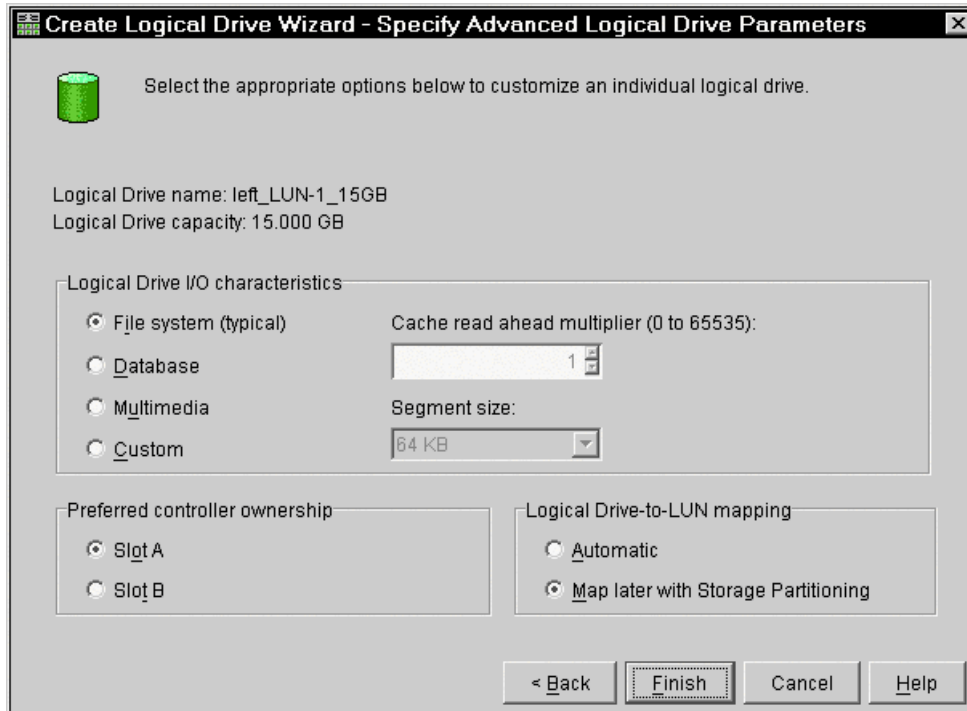 Create Logical Drive Wizard - Specify Advanced Logical Drive Parameters
Select the appropriate options below to customize an individual logical drive.
Logical Drive name: left_LUN-1_15GB
Logical Drive capacity: 15.000 GB
Logical Drive I/O characteristics
File system (typical)
Database
Multimedia
Custom
Cache read ahead multiplier (0 to 65535):
1
Segment size:
64 KB
Preferred controller ownership
Slot A
Slot B
Logical Drive-to-LUN mapping
Automatic
Map later with Storage Partitioning
< Back
Finish
Cancel
Help